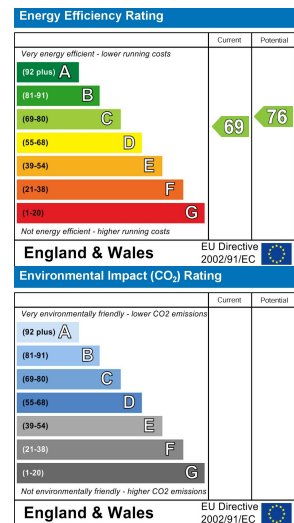 Energy Efficiency Rating
Current Potential
Very energy efficient - lower running costs
(92 plus) A
(81-91) B
(69-80) C
(55-68) D
(39-54) E
(21-38) F
(1-20) G
69 76
Not energy efficient - higher running costs
England & Wales
EU Directive
2002/91/EC
Environmental Impact (CO₂) Rating
Current Potential
Very environmentally friendly - lower CO2 emissions
(92 plus) A
(81-91) B
(69-80) C
(55-68) D
(39-54) E
(21-38) F
(1-20) G
Not environmentally friendly - higher CO2 emissions
England & Wales
EU Directive
2002/91/EC